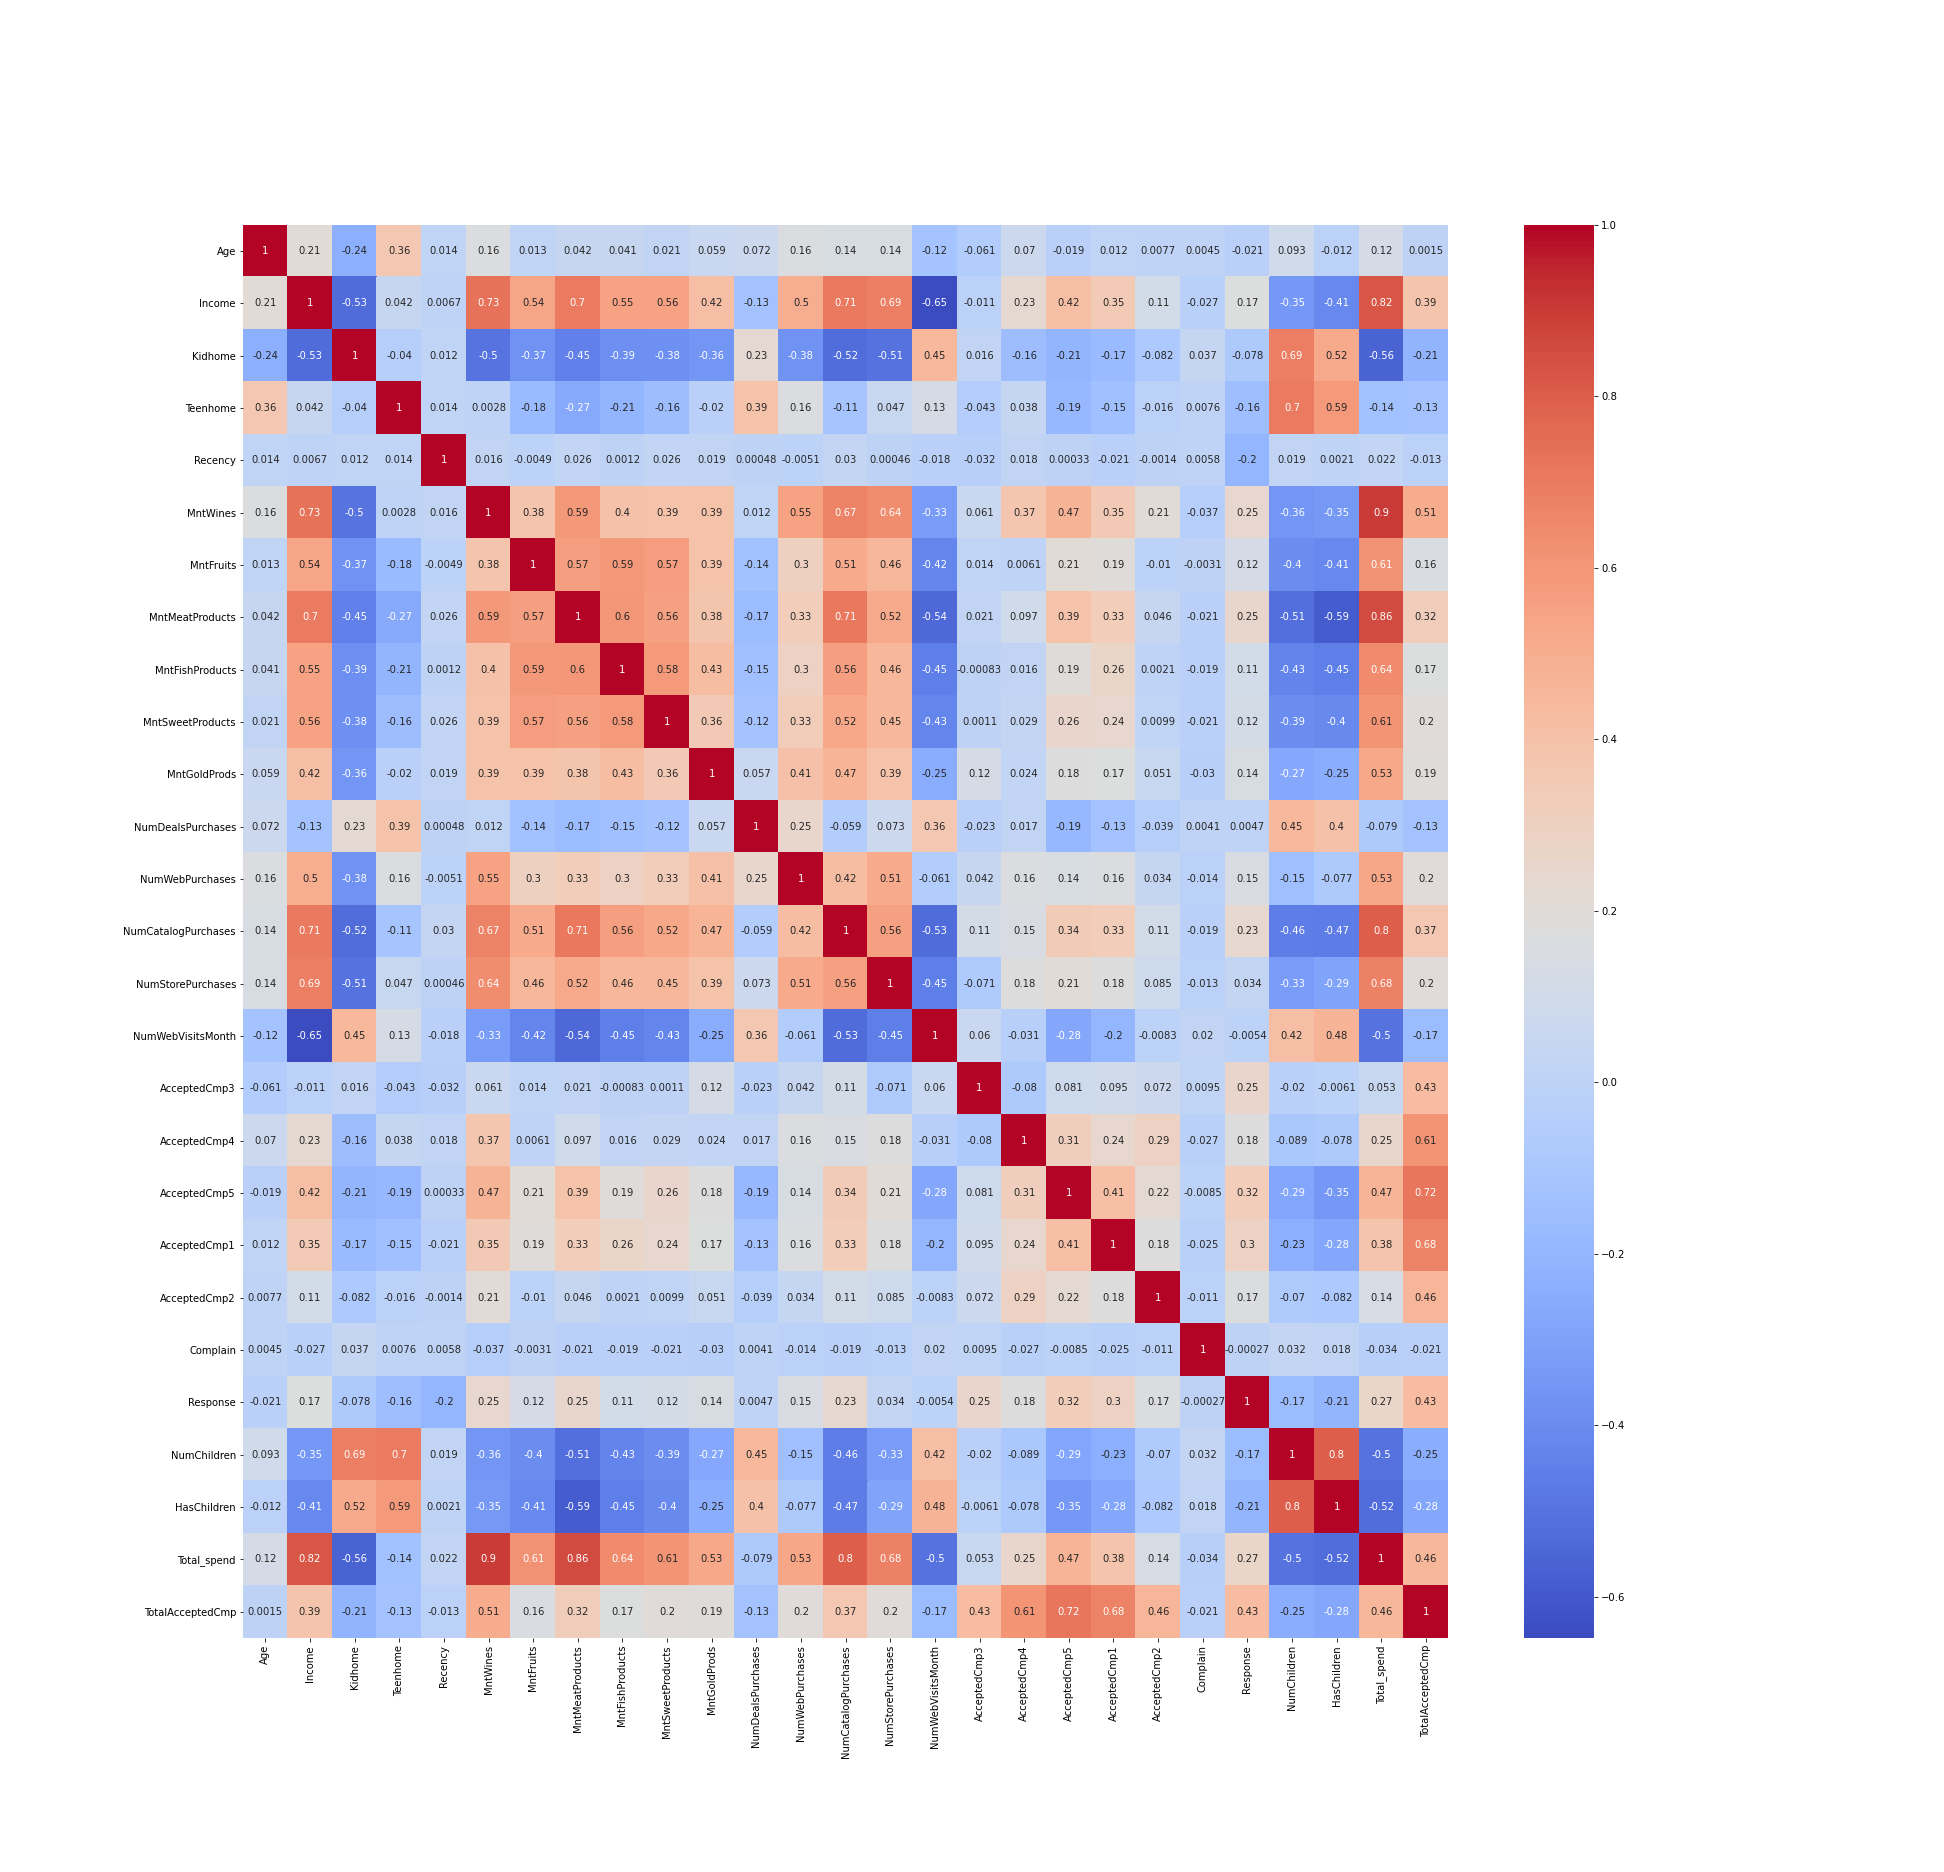 Age 1 0.21 -0.24 0.36 0.014 0.16 0.013 0.042 0.041 0.021 0.059 0.072 0.16 0.14 0.14 -0.12 -0.061 0.07 -0.019 0.012 0.0077 0.0045 -0.021 0.093 -0.012 0.12 0.0015
Income 0.21 1 -0.53 0.042 0.0067 0.73 0.54 0.7 0.55 0.56 0.42 -0.13 0.5 0.71 0.69 -0.65 -0.011 0.23 0.42 0.35 0.11 -0.027 0.17 -0.35 -0.41 0.82 0.39
Kidhome -0.24 -0.53 1 -0.04 0.012 -0.5 -0.37 -0.45 -0.39 -0.38 -0.36 0.23 -0.38 -0.52 -0.51 0.45 0.016 -0.16 -0.21 -0.17 -0.082 0.037 -0.078 0.69 0.52 -0.56 -0.21
Teenhome 0.36 0.042 -0.04 1 0.014 0.0028 -0.18 -0.27 -0.21 -0.16 -0.02 0.39 0.16 -0.11 0.047 0.13 -0.043 0.038 -0.19 -0.15 -0.016 0.0076 -0.16 0.7 0.59 -0.14 -0.13
Recency 0.014 0.0067 0.012 0.014 1 0.016 -0.0049 0.026 0.0012 0.026 0.019 0.00048 -0.0051 0.03 0.00046 -0.018 -0.032 0.018 0.00033 -0.021 -0.0014 0.0058 -0.2 0.019 0.0021 0.022 -0.013
MntWines 0.16 0.73 -0.5 0.0028 0.016 1 0.38 0.59 0.4 0.39 0.39 0.012 0.55 0.67 0.64 -0.33 0.061 0.37 0.47 0.35 0.21 -0.037 0.25 -0.36 -0.35 0.9 0.51
MntFruits 0.013 0.54 -0.37 -0.18 -0.0049 0.38 1 0.57 0.59 0.57 0.39 -0.14 0.3 0.51 0.46 -0.42 0.014 0.0061 0.21 0.19 -0.01 -0.0031 0.12 -0.4 -0.41 0.61 0.16
MntMeatProducts 0.042 0.7 -0.45 -0.27 0.026 0.59 0.57 1 0.6 0.56 0.38 -0.17 0.33 0.71 0.52 -0.54 0.021 0.097 0.39 0.33 0.046 -0.021 0.25 -0.51 -0.59 0.86 0.32
MntFishProducts 0.041 0.55 -0.39 -0.21 0.0012 0.4 0.59 0.6 1 0.58 0.43 -0.15 0.3 0.56 0.46 -0.45 -0.00083 0.016 0.19 0.26 0.0021 -0.019 0.11 -0.43 -0.45 0.64 0.17
MntSweetProducts 0.021 0.56 -0.38 -0.16 0.026 0.39 0.57 0.56 0.58 1 0.36 -0.12 0.33 0.52 0.45 -0.43 0.0011 0.029 0.26 0.24 0.0099 -0.021 0.12 -0.39 -0.4 0.61 0.2
MntGoldProds 0.059 0.42 -0.36 -0.02 0.019 0.39 0.39 0.38 0.43 0.36 1 0.057 0.41 0.47 0.39 -0.25 0.12 0.024 0.18 0.17 0.051 -0.03 0.14 -0.27 -0.25 0.53 0.19
NumDealsPurchases 0.072 -0.13 0.23 0.39 0.00048 0.012 -0.14 -0.17 -0.15 -0.12 0.057 1 0.25 -0.059 0.073 0.36 -0.023 0.017 -0.19 -0.13 -0.039 0.0041 0.0047 0.45 0.4 -0.079 -0.13
NumWebPurchases 0.16 0.5 -0.38 0.16 -0.0051 0.55 0.3 0.33 0.3 0.33 0.41 0.25 1 0.42 0.51 -0.061 0.042 0.16 0.14 0.16 0.034 -0.014 0.15 -0.15 -0.077 0.53 0.2
NumCatalogPurchases 0.14 0.71 -0.52 -0.11 0.03 0.67 0.51 0.71 0.56 0.52 0.47 -0.059 0.42 1 0.56 -0.53 0.11 0.15 0.34 0.33 0.11 -0.019 0.23 -0.46 -0.47 0.8 0.37
NumStorePurchases 0.14 0.69 -0.51 0.047 0.00046 0.64 0.46 0.52 0.46 0.45 0.39 0.073 0.51 0.56 1 -0.45 -0.071 0.18 0.21 0.18 0.085 -0.013 0.034 -0.33 -0.29 0.68 0.2
NumWebVisitsMonth -0.12 -0.65 0.45 0.13 -0.018 -0.33 -0.42 -0.54 -0.45 -0.43 -0.25 0.36 -0.061 -0.53 -0.45 1 0.06 -0.031 -0.28 -0.2 -0.0083 0.02 -0.0054 0.42 0.48 -0.5 -0.17
AcceptedCmp3 -0.061 -0.011 0.016 -0.043 -0.032 0.061 0.014 0.021 -0.00083 0.0011 0.12 -0.023 0.042 0.11 -0.071 0.06 1 -0.08 0.081 0.095 0.072 0.0095 0.25 -0.02 -0.0061 0.053 0.43
AcceptedCmp4 0.07 0.23 -0.16 0.038 0.018 0.37 0.0061 0.097 0.016 0.029 0.024 0.017 0.16 0.15 0.18 -0.031 -0.08 1 0.31 0.24 0.29 -0.027 0.18 -0.089 -0.078 0.25 0.61
AcceptedCmp5 -0.019 0.42 -0.21 -0.19 0.00033 0.47 0.21 0.39 0.19 0.26 0.18 -0.19 0.14 0.34 0.21 -0.28 0.081 0.31 1 0.41 0.22 -0.0085 0.32 -0.29 -0.35 0.47 0.72
AcceptedCmp1 0.012 0.35 -0.17 -0.15 -0.021 0.35 0.19 0.33 0.26 0.24 0.17 -0.13 0.16 0.33 0.18 -0.2 0.095 0.24 0.41 1 0.18 -0.025 0.3 -0.23 -0.28 0.38 0.68
AcceptedCmp2 0.0077 0.11 -0.082 -0.016 -0.0014 0.21 -0.01 0.046 0.0021 0.0099 0.051 -0.039 0.034 0.11 0.085 -0.0083 0.072 0.29 0.22 0.18 1 -0.011 0.17 -0.07 -0.082 0.14 0.46
Complain 0.0045 -0.027 0.037 0.0076 0.0058 -0.037 -0.0031 -0.021 -0.019 -0.021 -0.03 0.0041 -0.014 -0.019 -0.013 0.02 0.0095 -0.027 -0.0085 -0.025 -0.011 1 -0.00027 0.032 0.018 -0.034 -0.021
Response -0.021 0.17 -0.078 -0.16 -0.2 0.25 0.12 0.25 0.11 0.12 0.14 0.0047 0.15 0.23 0.034 -0.0054 0.25 0.18 0.32 0.3 0.17 -0.00027 1 -0.17 -0.21 0.27 0.43
NumChildren 0.093 -0.35 0.69 0.7 0.019 -0.36 -0.4 -0.51 -0.43 -0.39 -0.27 0.45 -0.15 -0.46 -0.33 0.42 -0.02 -0.089 -0.29 -0.23 -0.07 0.032 -0.17 1 0.8 -0.5 -0.25
HasChildren -0.012 -0.41 0.52 0.59 0.0021 -0.35 -0.41 -0.59 -0.45 -0.4 -0.25 0.4 -0.077 -0.47 -0.29 0.48 -0.0061 -0.078 -0.35 -0.28 -0.082 0.018 -0.21 0.8 1 -0.52 -0.28
Total_spend 0.12 0.82 -0.56 -0.14 0.022 0.9 0.61 0.86 0.64 0.61 0.53 -0.079 0.53 0.8 0.68 -0.5 0.053 0.25 0.47 0.38 0.14 -0.034 0.27 -0.5 -0.52 1 0.46
TotalAcceptedCmp 0.0015 0.39 -0.21 -0.13 -0.013 0.51 0.16 0.32 0.17 0.2 0.19 -0.13 0.2 0.37 0.2 -0.17 0.43 0.61 0.72 0.68 0.46 -0.021 0.43 -0.25 -0.28 0.46 1
Age Income Kidhome Teenhome Recency MntWines MntFruits MntMeatProducts MntFishProducts MntSweetProducts MntGoldProds NumDealsPurchases NumWebPurchases NumCatalogPurchases NumStorePurchases NumWebVisitsMonth AcceptedCmp3 AcceptedCmp4 AcceptedCmp5 AcceptedCmp1 AcceptedCmp2 Complain Response NumChildren HasChildren Total_spend TotalAcceptedCmp
1.0
0.8
0.6
0.4
0.2
0.0
−0.2
−0.4
−0.6